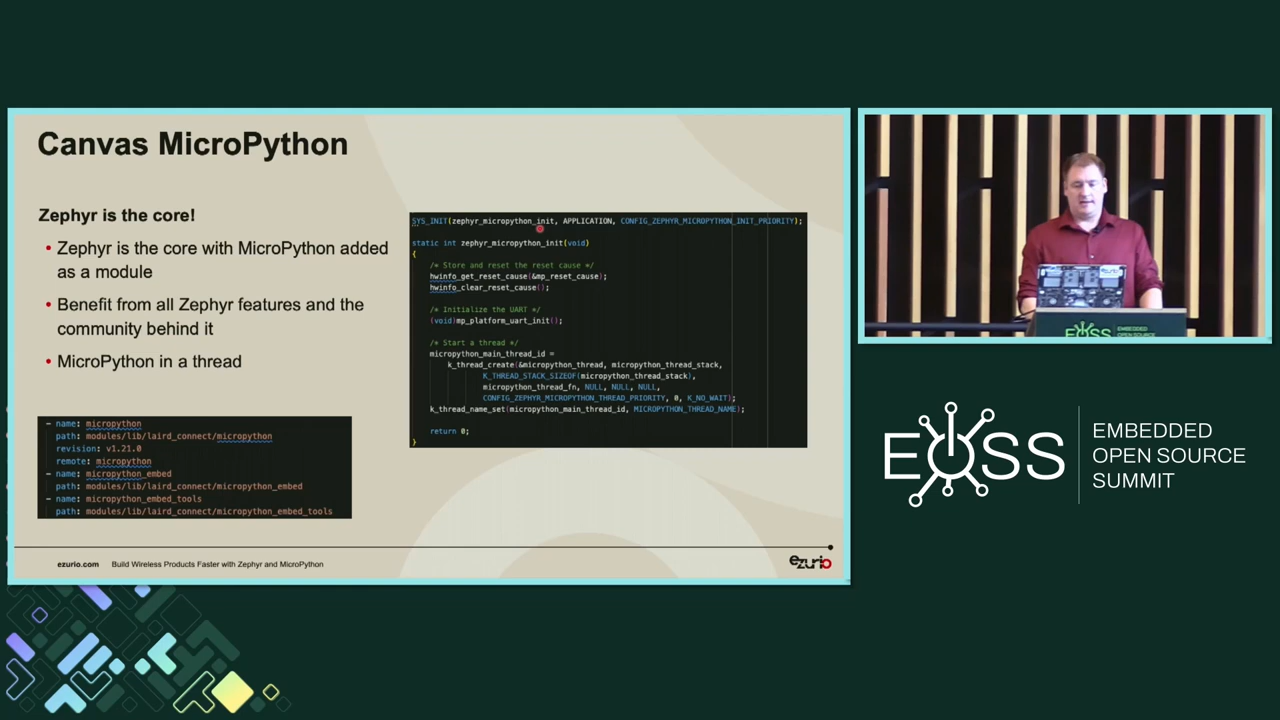 Canvas MicroPython
Zephyr is the core!
• Zephyr is the core with MicroPython added
as a module
• Benefit from all Zephyr features and the
community behind it
• MicroPython in a thread
- name: micropython
path: modules/lib/laird_connect/micropython
revision: v1.21.0
remote: micropython
- name: micropython_embed
path: modules/lib/laird_connect/micropython_embed
- name: micropython_embed_tools
path: modules/lib/laird_connect/micropython_embed_tools
SYS_INIT(zephyr_micropython_init, APPLICATION, CONFIG_ZEPHYR_MICROPYTHON_INIT_PRIORITY);
static int zephyr_micropython_init(void)
{
/* Store and reset the reset cause */
hwinfo_get_reset_cause(&mp_reset_cause);
hwinfo_clear_reset_cause();
/* Initialize the UART */
(void)mp_platform_uart_init();
/* Start a thread */
micropython_main_thread_id =
k_thread_create(&micropython_thread, micropython_thread_stack,
K_THREAD_STACK_SIZEOF(micropython_thread_stack),
micropython_thread_fn, NULL, NULL, NULL,
CONFIG_ZEPHYR_MICROPYTHON_THREAD_PRIORITY, 0, K_NO_WAIT);
k_thread_name_set(micropython_main_thread_id, MICROPYTHON_THREAD_NAME);
return 0;
}
ezurio.com Build Wireless Products Faster with Zephyr and MicroPython
ezurio
EOSS
EMBEDDED
OPEN SOURCE
SUMMIT